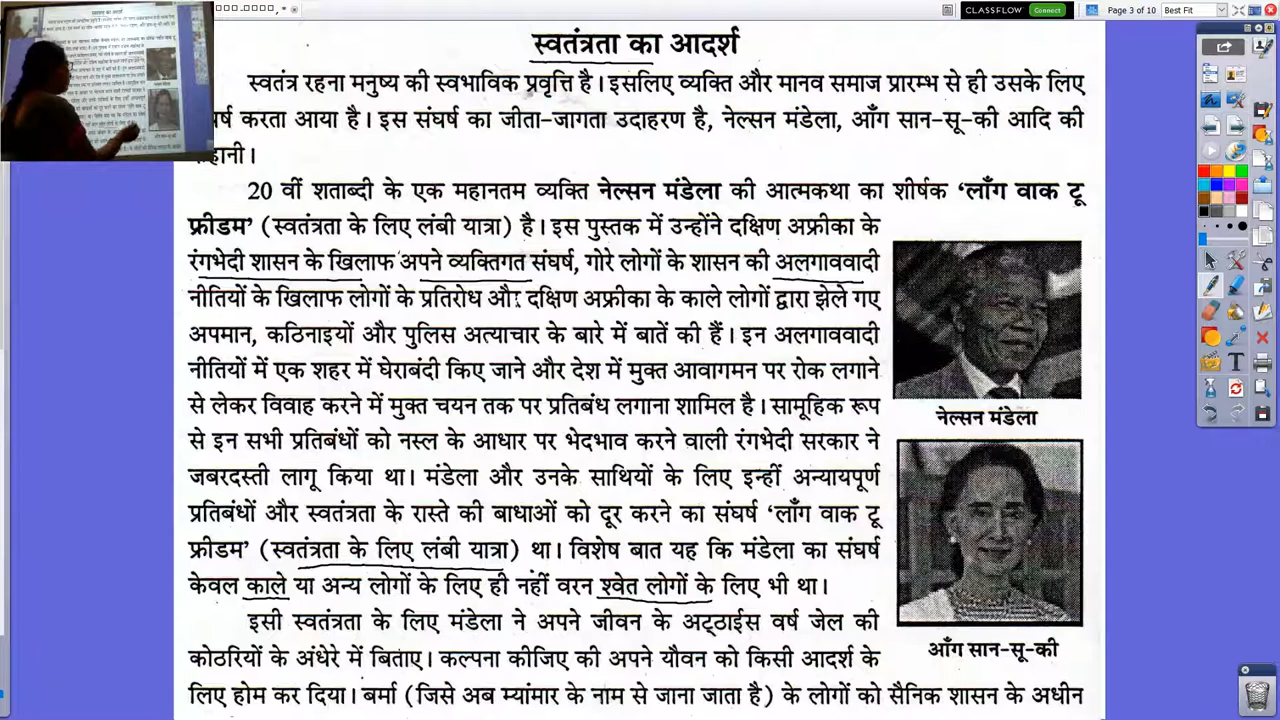 CLASSFLOW Connect Page 3 of 10 Best Fit
स्वतंत्रता का आदर्श
स्वतंत्र रहना मनुष्य की स्वभाविक प्रवृत्ति है। इसलिए व्यक्ति और मानव समाज प्रारम्भ से ही उसके लिए
करता आया है। इस संघर्ष का जीता-जागता उदाहरण है, नेल्सन मंडेला, आँग सान-सू-की आदि की
20 वीं शताब्दी के एक महानतम व्यक्ति नेल्सन मंडेला की आत्मकथा का शीर्षक ‘लाँग वाक टू
फ्रीडम’ (स्वतंत्रता के लिए लंबी यात्रा) है। इस पुस्तक में उन्होंने दक्षिण अफ्रीका के
रंगभेदी शासन के खिलाफ अपने व्यक्तिगत संघर्ष, गोरे लोगों के शासन की अलगाववादी
नीतियों के खिलाफ लोगों के प्रतिरोध और दक्षिण अफ्रीका के काले लोगों द्वारा झेले गए
अपमान, कठिनाइयों और पुलिस अत्याचार के बारे में बातें की हैं। इन अलगाववादी
नीतियों में एक शहर में घेराबंदी किए जाने और देश में मुक्त आवागमन पर रोक लगाने
से लेकर विवाह करने में मुक्त चयन तक पर प्रतिबंध लगाना शामिल है। सामूहिक रूप
से इन सभी प्रतिबंधों को नस्ल के आधार पर भेदभाव करने वाली रंगभेदी सरकार ने
जबरदस्ती लागू किया था। मंडेला और उनके साथियों के लिए इन्हीं अन्यायपूर्ण
प्रतिबंधों और स्वतंत्रता के रास्ते की बाधाओं को दूर करने का संघर्ष ‘लाँग वाक टू
फ्रीडम’ (स्वतंत्रता के लिए लंबी यात्रा) था। विशेष बात यह कि मंडेला का संघर्ष
केवल काले या अन्य लोगों के लिए ही नहीं वरन श्वेत लोगों के लिए भी था।
नेल्सन मंडेला
आँग सान-सू-की
इसी स्वतंत्रता के लिए मंडेला ने अपने जीवन के अट्ठाईस वर्ष जेल की
कोठरियों के अंधेरे में बिताए। कल्पना कीजिए की अपने यौवन को किसी आदर्श के
लिए होम कर दिया। बर्मा (जिसे अब म्यांमार के नाम से जाना जाता है) के लोगों को सैनिक शासन के अधीन